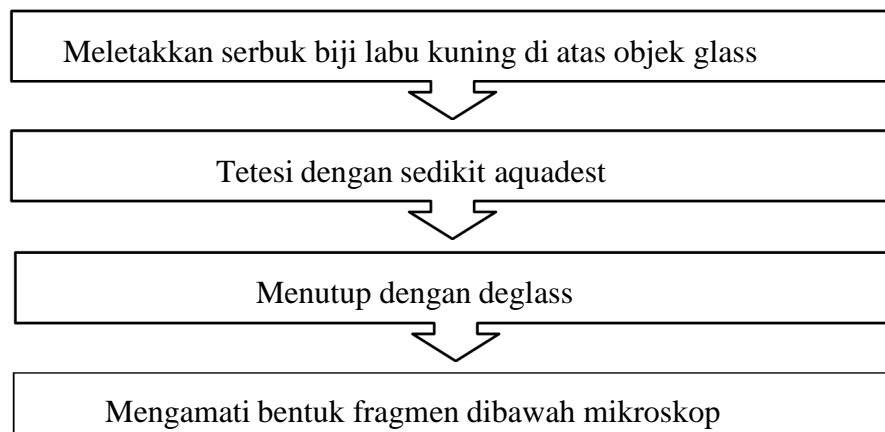 Meletakkan serbuk biji labu kuning di atas objek glass
Tetesi dengan sedikit aquadest
Menutup dengan deglass
Mengamati bentuk fragmen dibawah mikroskop